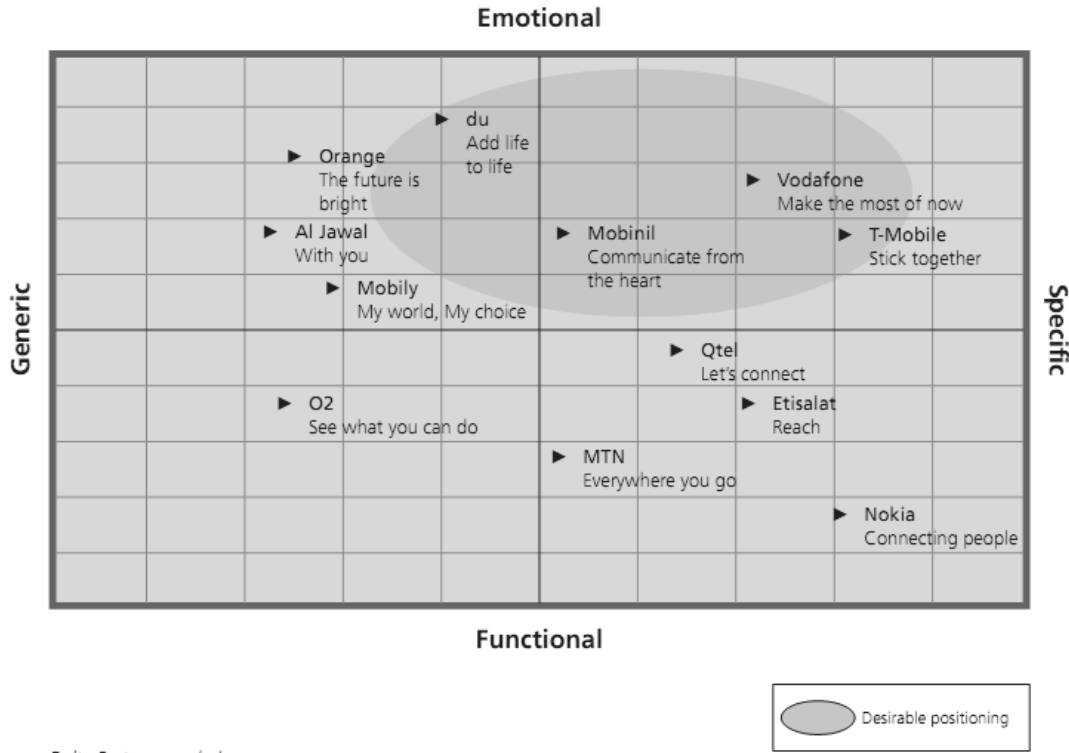 Emotional
du
Add life
to life
Orange
The future is
bright
Vodafone
Make the most of now
Al Jawal
With you
Mobinil
Communicate from
the heart
T-Mobile
Stick together
Mobily
My world, My choice
Generic
Specific
Qtel
Let's connect
O2
See what you can do
Etisalat
Reach
MTN
Everywhere you go
Nokia
Connecting people
Functional
Desirable positioning